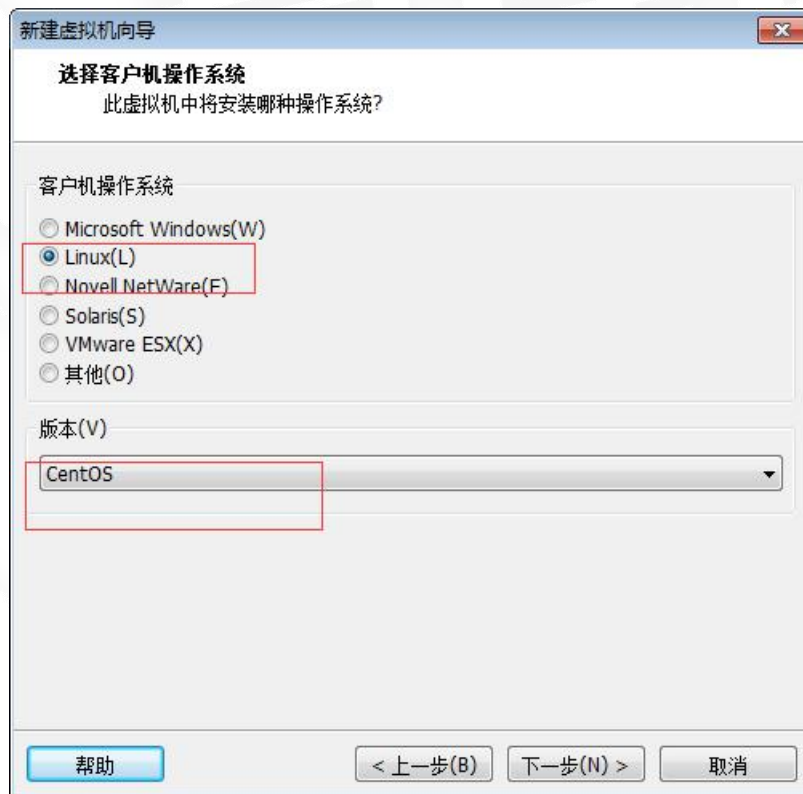 新建虚拟机向导
选择客户机操作系统
此虚拟机中将安装哪种操作系统?
客户机操作系统
Microsoft Windows(W)
Linux(L)
Novell NetWare(E)
Solaris(S)
VMware ESX(X)
其他(O)
版本(V)
CentOS
帮助
< 上一步(B)
下一步(N) >
取消